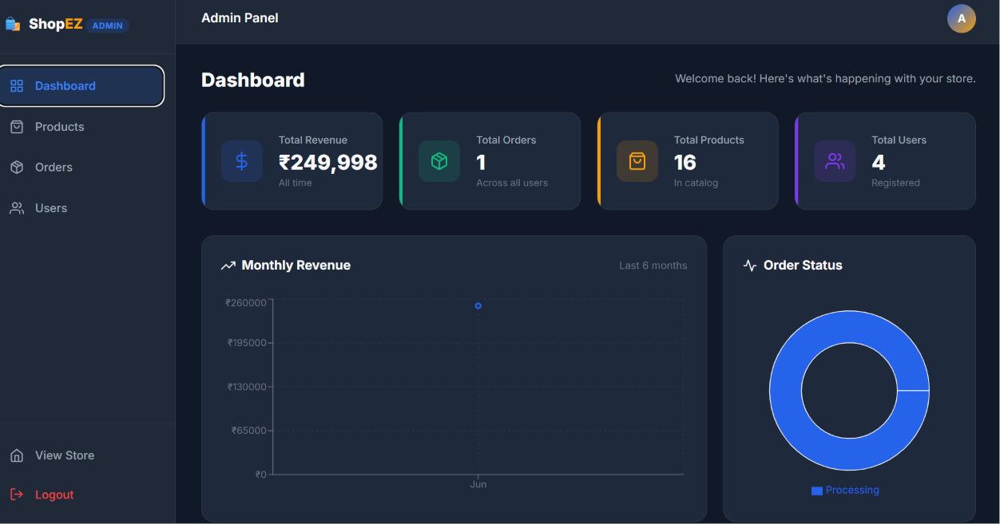 ShopEZ ADMIN
Admin Panel
A
Dashboard
Products
Orders
Users
View Store
Logout
Dashboard
Welcome back! Here's what's happening with your store.
Total Revenue
₹249,998
All time
Total Orders
1
Across all users
Total Products
16
In catalog
Total Users
4
Registered
Monthly Revenue
Last 6 months
₹260000
₹195000
₹130000
₹65000
₹0
Jun
Order Status
Processing